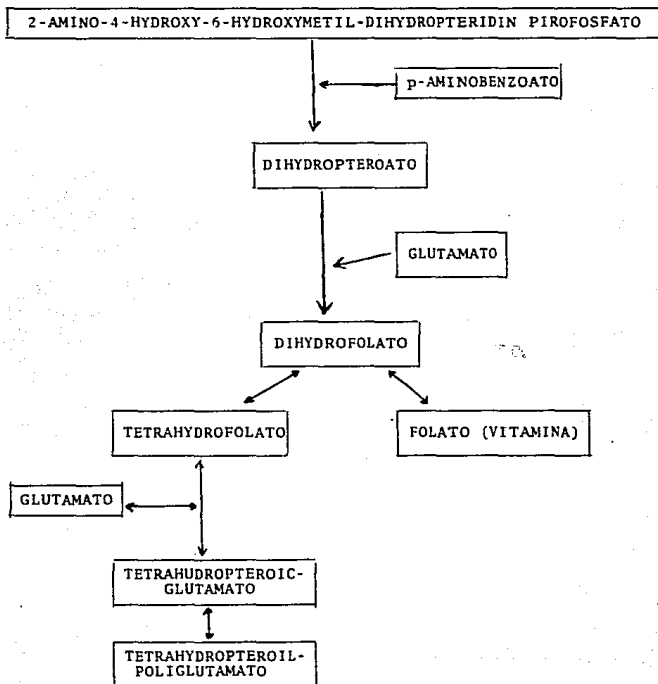 2-AMINO-4-HYDROXY-6-HYDROXYMETIL-DIHYDROPTERIDIN PIROFOSFATO
p-AMINOBENZOATO
DIHYDROPTEROATO
GLUTAMATO
DIHYDROFOLATO
TETRAHYDROFOLATO
FOLATO (VITAMINA)
GLUTAMATO
TETRAHUDROPTEROIC-
GLUTAMATO
TETRAHYDROPTEROIL-
POLIGLUTAMATO